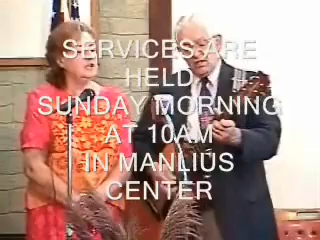 SERVICES ARE
HELD
SUNDAY MORNING
AT 10AM
IN MANLIUS
CENTER